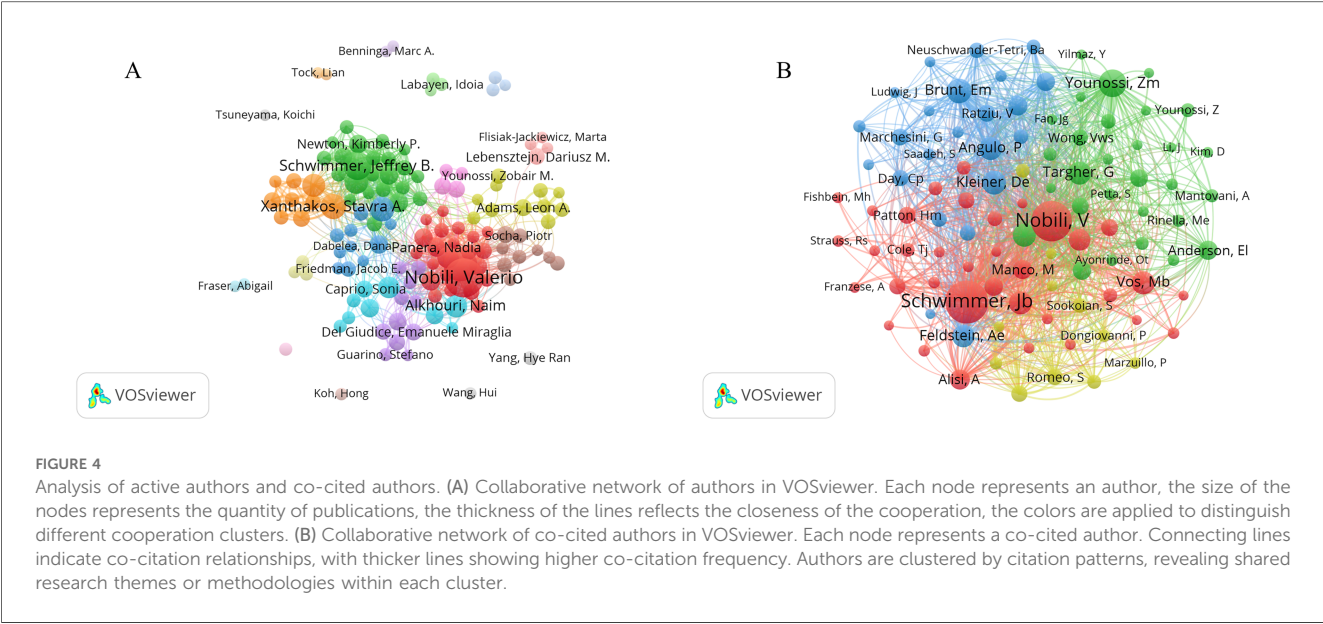 A
Benninga, Marc A.
Tock, Lian
Labayen, Idoia
Tsuneyama, Koichi
Flisiak-Jackiewicz, Marta
Newton, Kimberly P.
Lebensztejn, Dariusz M.
Schwimmer, Jeffrey B.
Younossi, Zobair M.
Xanthakos, Stavra A.
Adams, Leon A.
Socha, Piotr
Dabelea, Dana
Panera, Nadia
Friedman, Jacob E.
Nobili, Valerio
Fraser, Abigail
Caprio, Sonia
Alkhouri, Naim
Del Giudice, Emanuele Miraglia
Guarino, Stefano
Yang, Hye Ran
Koh, Hong
Wang, Hui
VOSviewer
B
Neuschwander-Tetri, Ba
Yilmaz, Y
Younossi, Zm
Ludwig, J
Brunt, Em
Ratziu, V
Fan, Jg
Younossi, Z
Marchesini, G
Wong, Vws
Saadeh, S
Angulo, P
Li, J
Kim, D
Day, Cp
Kleiner, De
Targher, G
Fishbein, Mh
Petta, S
Mantovani, A
Patton, Hm
Nobili, V
Rinella, Me
Strauss, Rs
Cole, Tj
Anderson, El
Ayonrinde, Ot
Franzese, A
Manco, M
Vos, Mb
Schwimmer, Jb
Sookoian, S
Feldstein, Ae
Dongiovanni, P
Marzuillo, P
Alisi, A
Romeo, S
VOSviewer
FIGURE 4
Analysis of active authors and co-cited authors. (A) Collaborative network of authors in VOSviewer. Each node represents an author, the size of the
nodes represents the quantity of publications, the thickness of the lines reflects the closeness of the cooperation, the colors are applied to distinguish
different cooperation clusters. (B) Collaborative network of co-cited authors in VOSviewer. Each node represents a co-cited author. Connecting lines
indicate co-citation relationships, with thicker lines showing higher co-citation frequency. Authors are clustered by citation patterns, revealing shared
research themes or methodologies within each cluster.